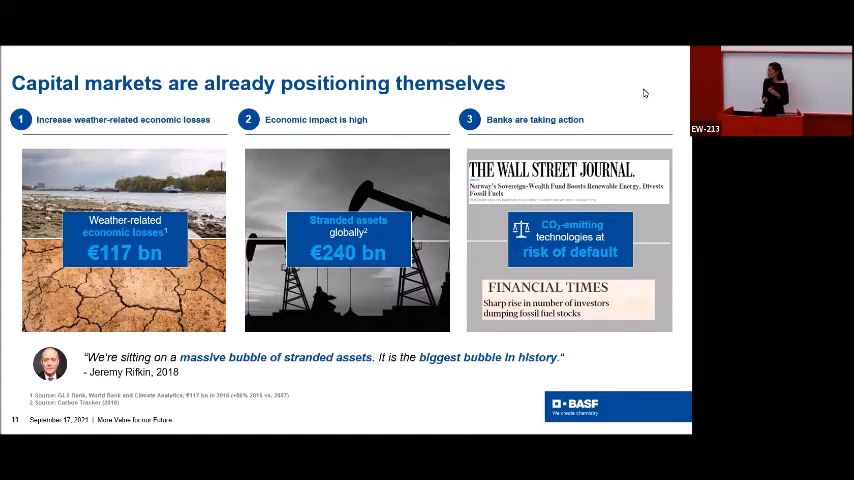 Capital markets are already positioning themselves
1 Increase weather-related economic losses
2 Economic impact is high
3 Banks are taking action
Weather-related
economic losses¹
€117 bn
Stranded assets
globally²
€240 bn
THE WALL STREET JOURNAL.
Norway's Sovereign-Wealth Fund Boosts Renewable Energy, Divests
Fossil Fuels
CO₂-emitting
technologies at
risk of default
FINANCIAL TIMES
Sharp rise in number of investors
dumping fossil fuel stocks
"We're sitting on a massive bubble of stranded assets. It is the biggest bubble in history."
- Jeremy Rifkin, 2018
1 Source: GLS Bank, World Bank and Climate Analytics; €117 bn in 2016 (+86% 2016 vs. 2007)
2 Source: Carbon Tracker (2018)
BASF
We create chemistry
11 September 17, 2021 | More Value for our Future
EW-213